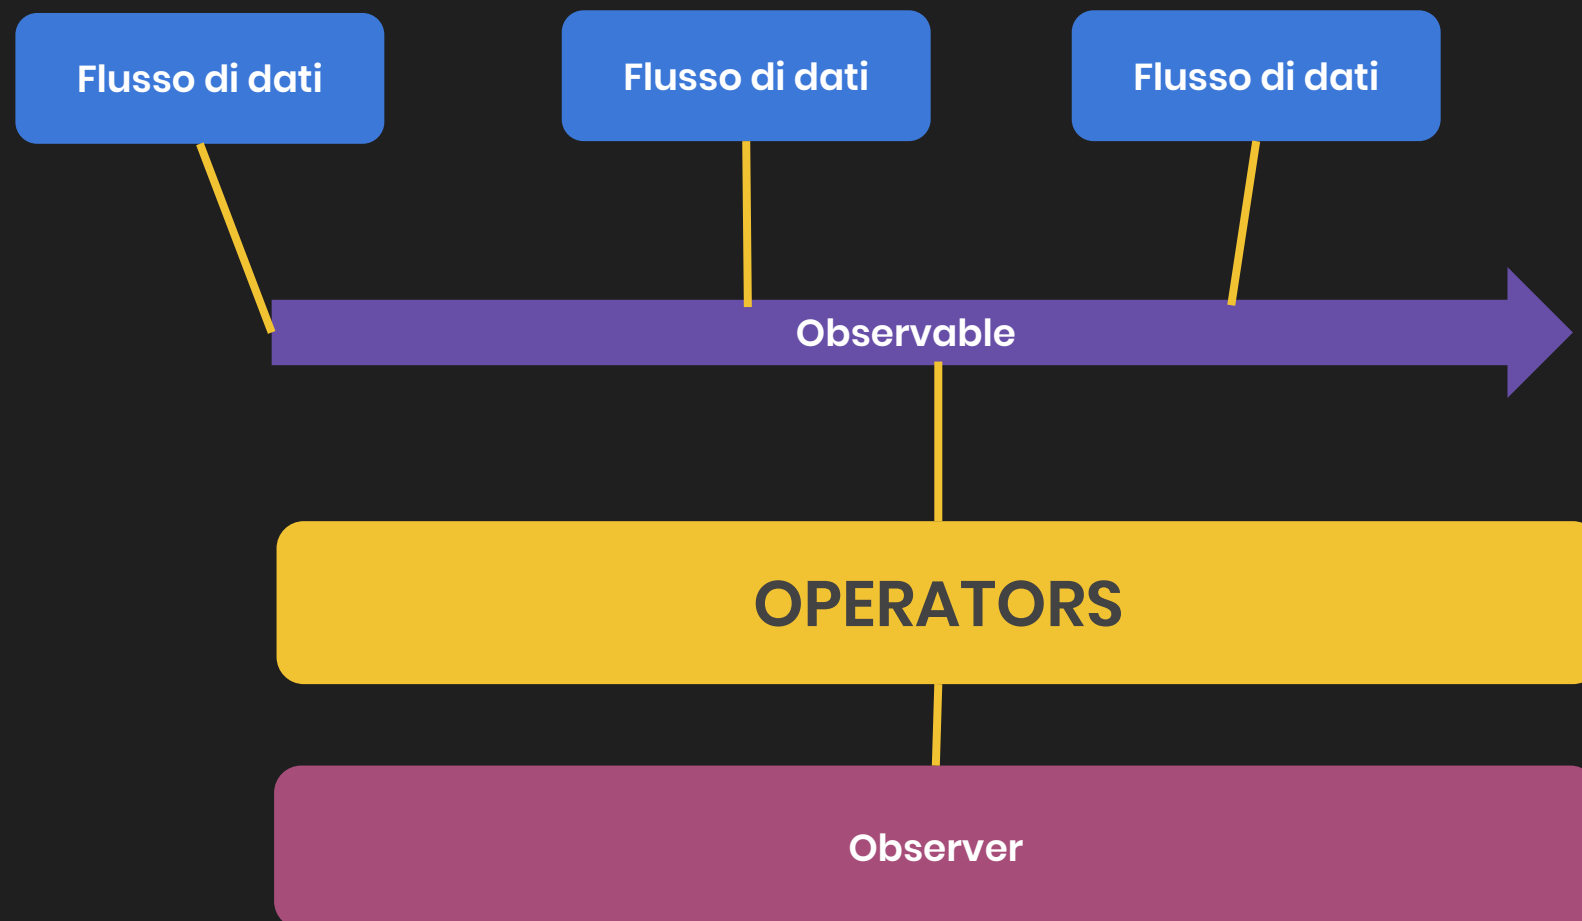 Flusso di dati
Flusso di dati
Flusso di dati
Observable
OPERATORS
Observer